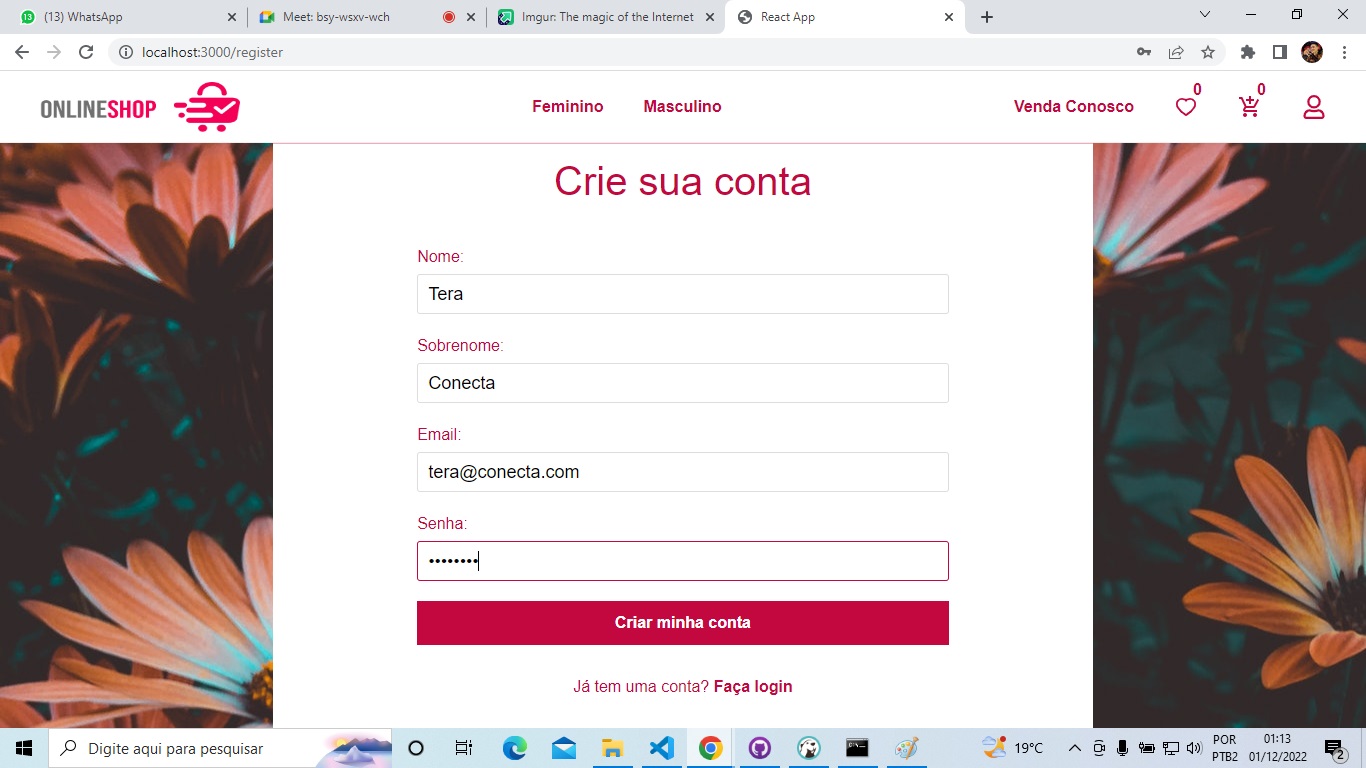 (13) WhatsApp
Meet: bsy-wsxv-wch
Imgur: The magic of the Internet
React App
localhost:3000/register
ONLINESHOP
Feminino
Masculino
Venda Conosco
0
0
Crie sua conta
Nome:
Tera
Sobrenome:
Conecta
Email:
tera@conecta.com
Senha:
••••••••
Criar minha conta
Já tem uma conta? Faça login
Digite aqui para pesquisar
19°C
POR
PTB2
01:13
01/12/2022
2